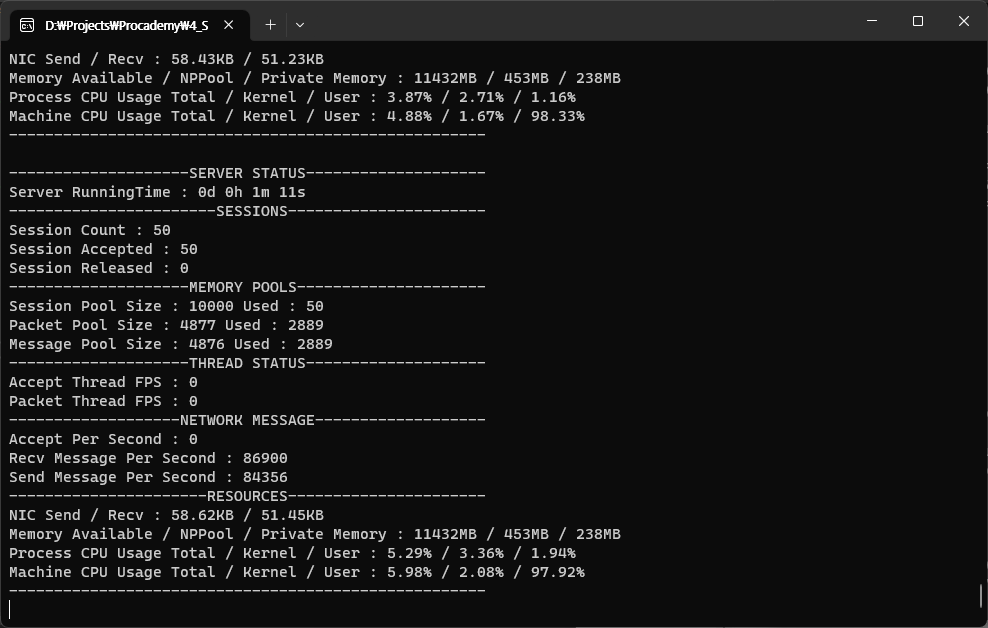 D:₩Projects₩Procademy₩4_S
NIC Send / Recv : 58.43KB / 51.23KB
Memory Available / NPPool / Private Memory : 11432MB / 453MB / 238MB
Process CPU Usage Total / Kernel / User : 3.87% / 2.71% / 1.16%
Machine CPU Usage Total / Kernel / User : 4.88% / 1.67% / 98.33%
-----------------------------------------------------
--------------------SERVER STATUS--------------------
Server RunningTime : 0d 0h 1m 11s
-----------------------SESSIONS----------------------
Session Count : 50
Session Accepted : 50
Session Released : 0
--------------------MEMORY POOLS---------------------
Session Pool Size : 10000 Used : 50
Packet Pool Size : 4877 Used : 2889
Message Pool Size : 4876 Used : 2889
--------------------THREAD STATUS--------------------
Accept Thread FPS : 0
Packet Thread FPS : 0
-------------------NETWORK MESSAGE-------------------
Accept Per Second : 0
Recv Message Per Second : 86900
Send Message Per Second : 84356
----------------------RESOURCES----------------------
NIC Send / Recv : 58.62KB / 51.45KB
Memory Available / NPPool / Private Memory : 11432MB / 453MB / 238MB
Process CPU Usage Total / Kernel / User : 5.29% / 3.36% / 1.94%
Machine CPU Usage Total / Kernel / User : 5.98% / 2.08% / 97.92%
-----------------------------------------------------